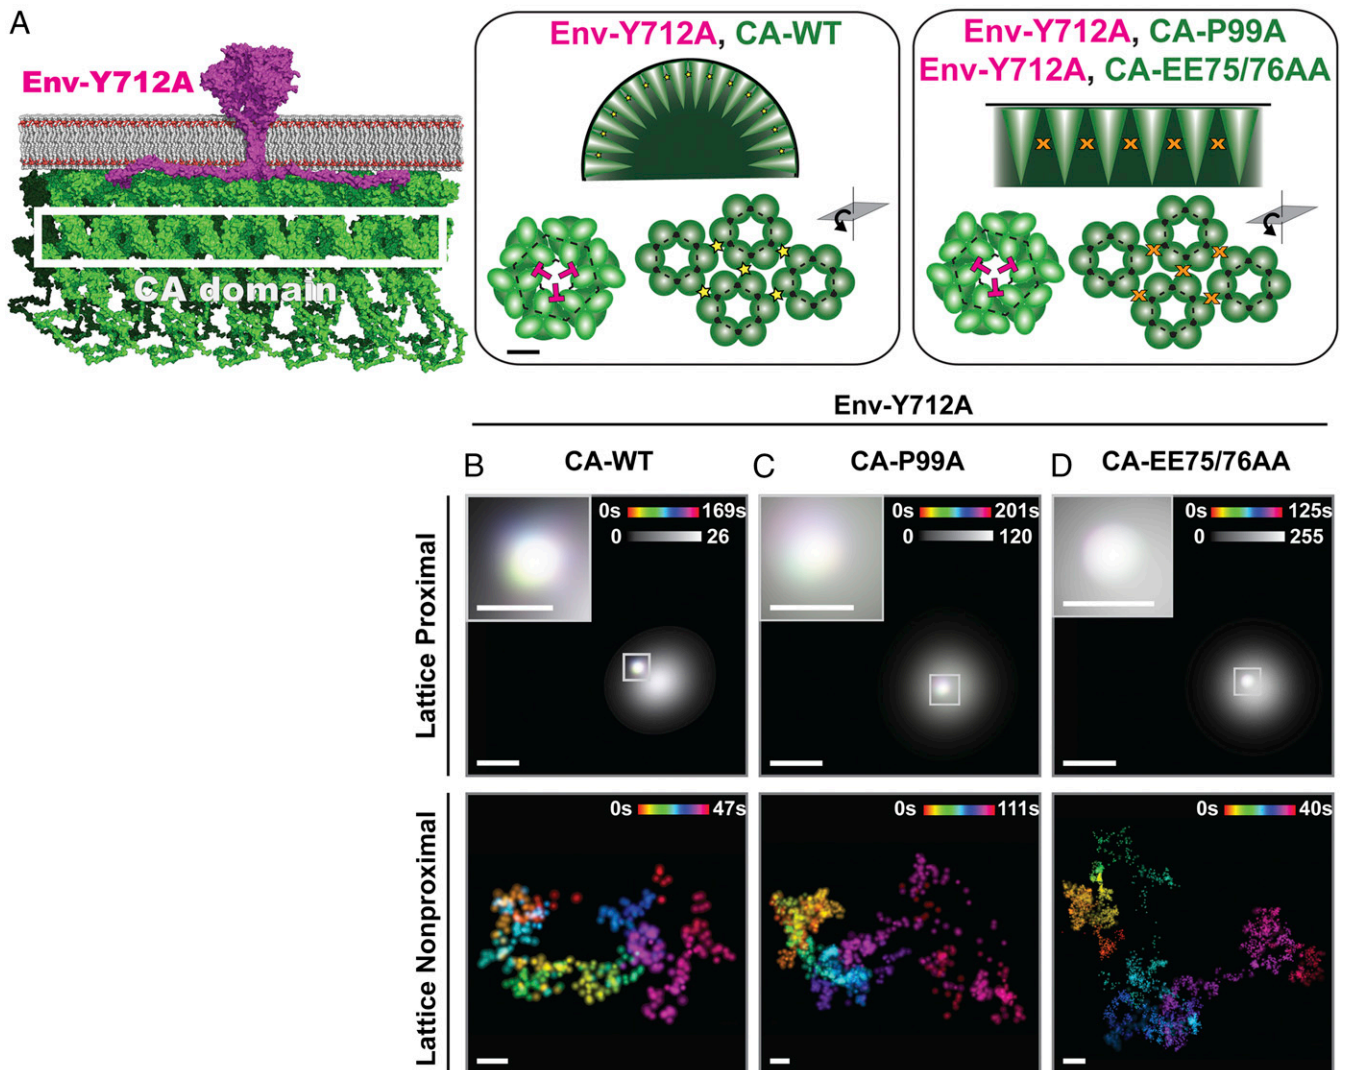 A
Env-Y712A
CA domain
Env-Y712A, CA-WT
Env-Y712A, CA-P99A
Env-Y712A, CA-EE75/76AA
Env-Y712A
B CA-WT
C CA-P99A
D CA-EE75/76AA
Lattice Proximal
0s 169s
0 26
0s 201s
0 120
0s 125s
0 255
Lattice Nonproximal
0s 47s
0s 111s
0s 40s